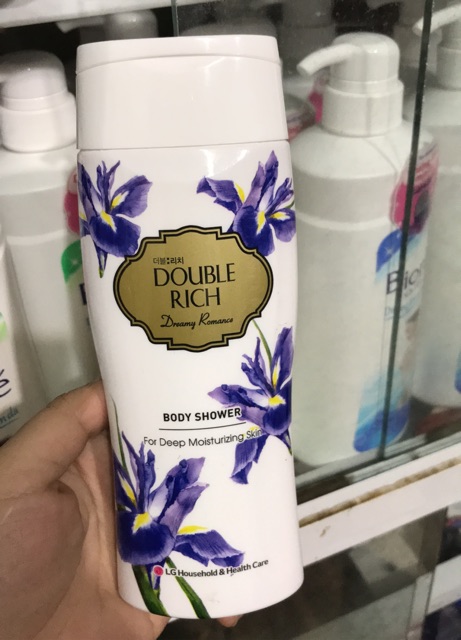 더블:리치
DOUBLE
RICH
Dreamy Romance
BODY SHOWER
For Deep Moisturizing Skin
LG Household & Health Care